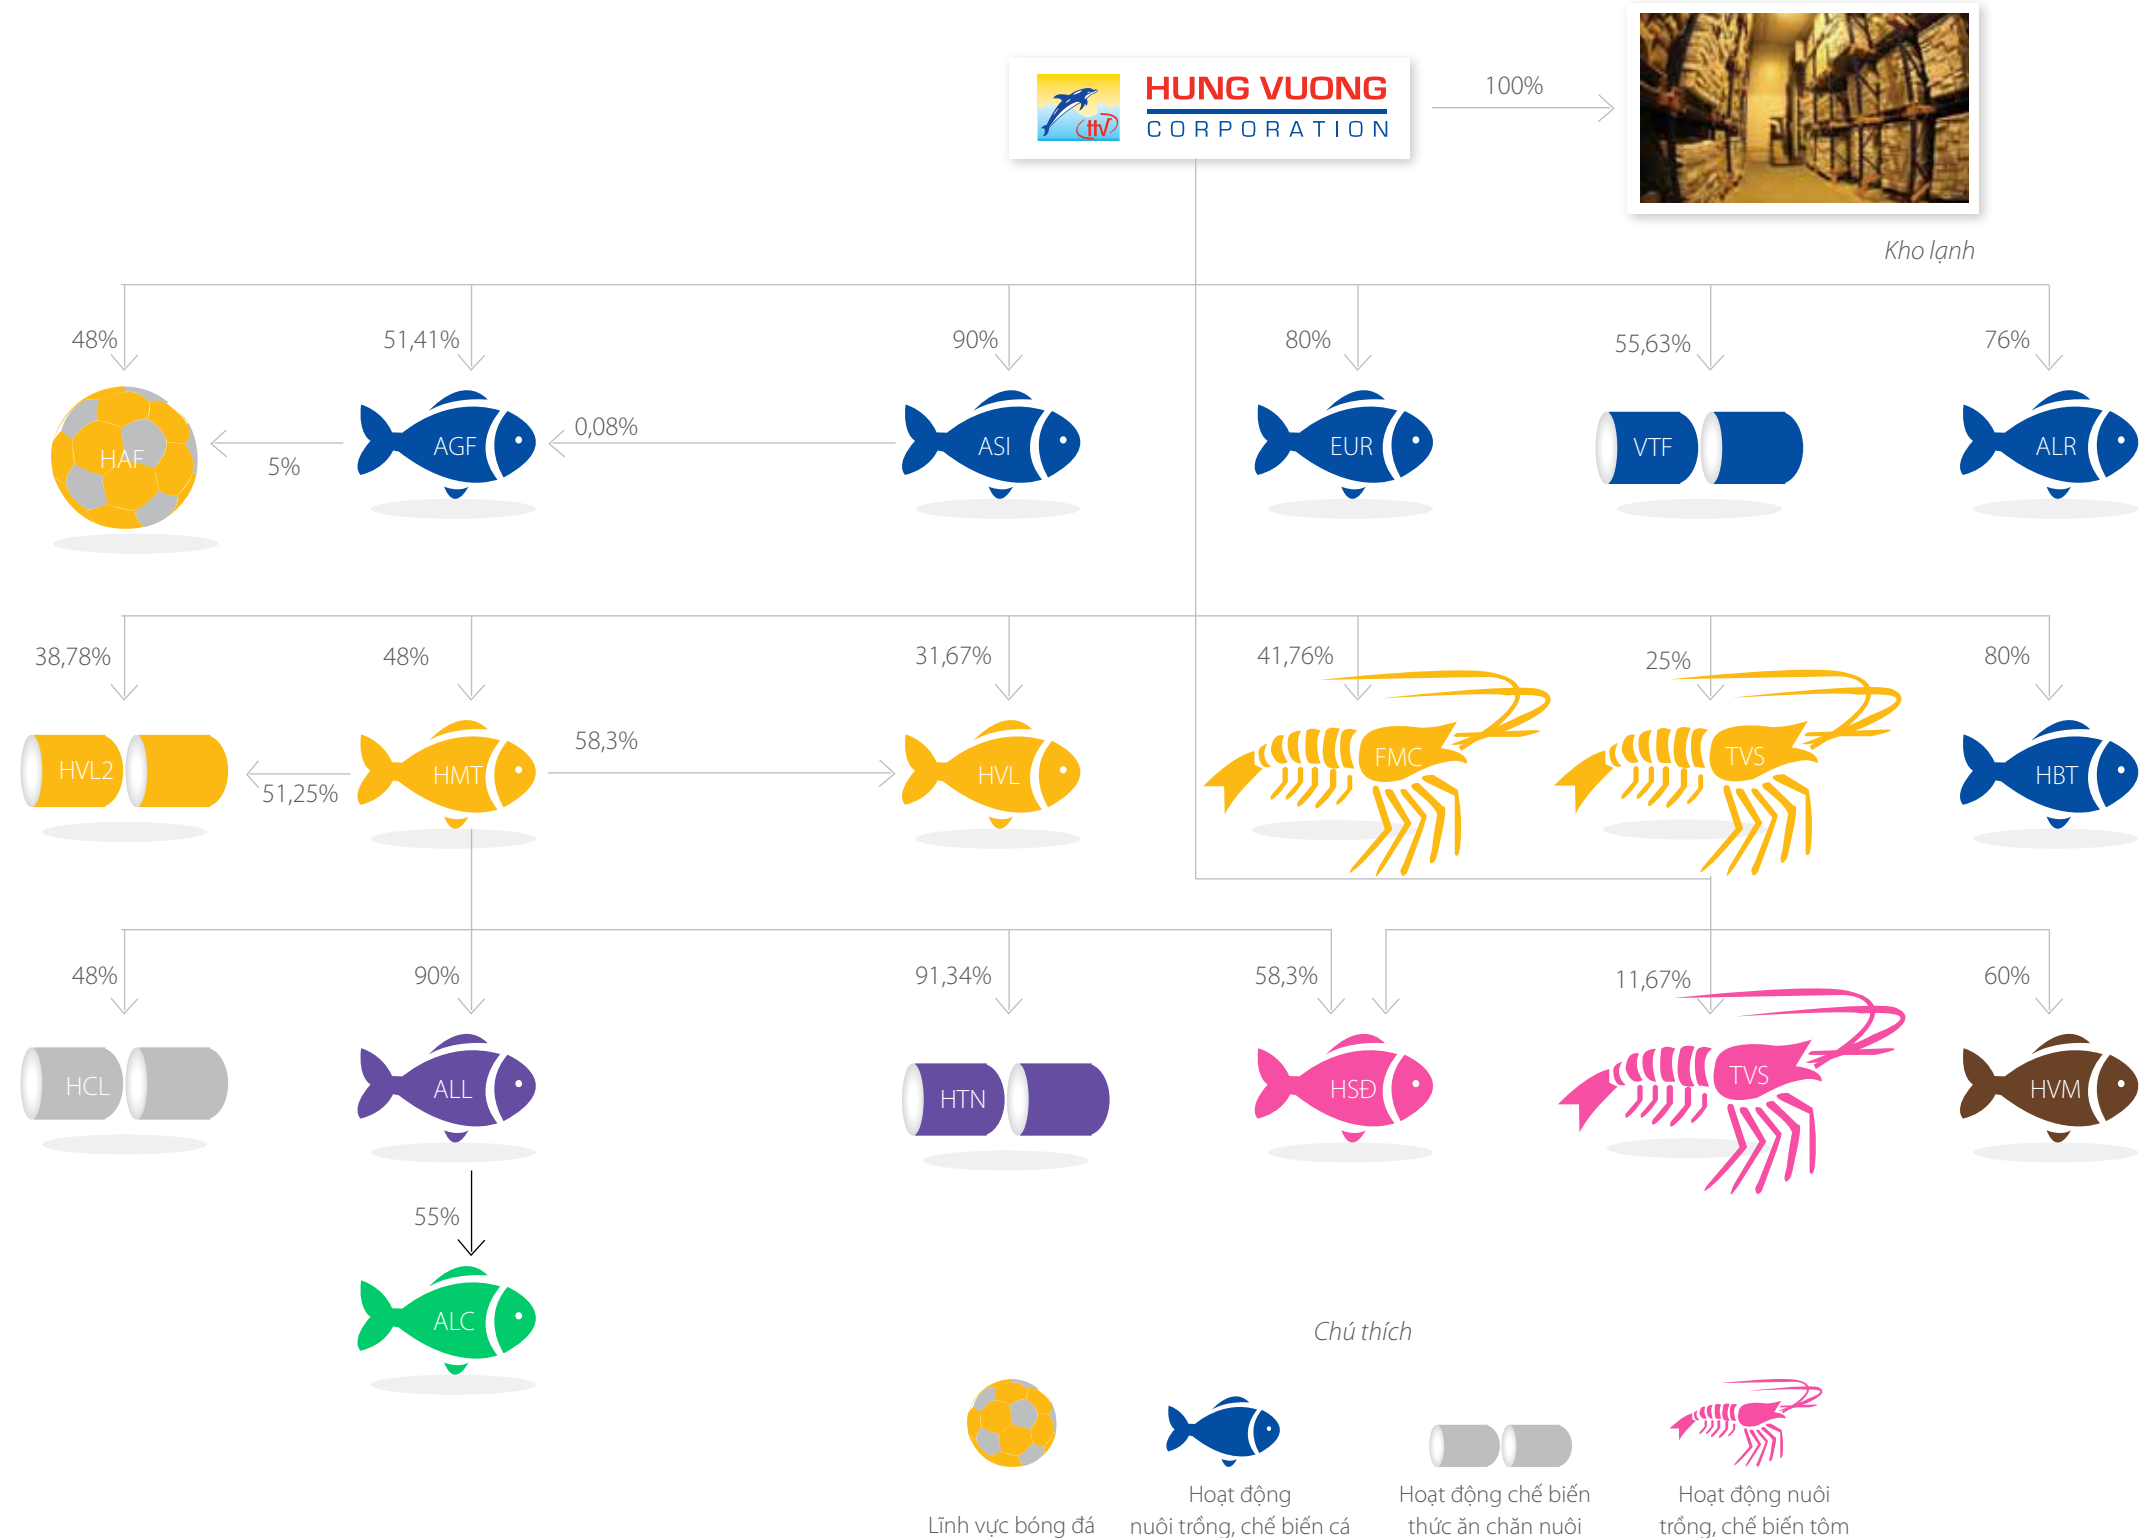 HUNG VUONG
CORPORATION
HV
100%
Kho lạnh
48%
51,41%
90%
80%
55,63%
76%
HAF
5%
AGF
0,08%
ASI
EUR
VTF
ALR
38,78%
48%
31,67%
41,76%
25%
80%
HVL2
51,25%
HMT
58,3%
HVL
FMC
TVS
HBT
48%
90%
91,34%
58,3%
11,67%
60%
HCL
ALL
HTN
HSĐ
TVS
HVM
55%
ALC
Chú thích
Lĩnh vực bóng đá
Hoạt động
nuôi trồng, chế biến cá
Hoạt động chế biến
thức ăn chăn nuôi
Hoạt động nuôi
trồng, chế biến tôm